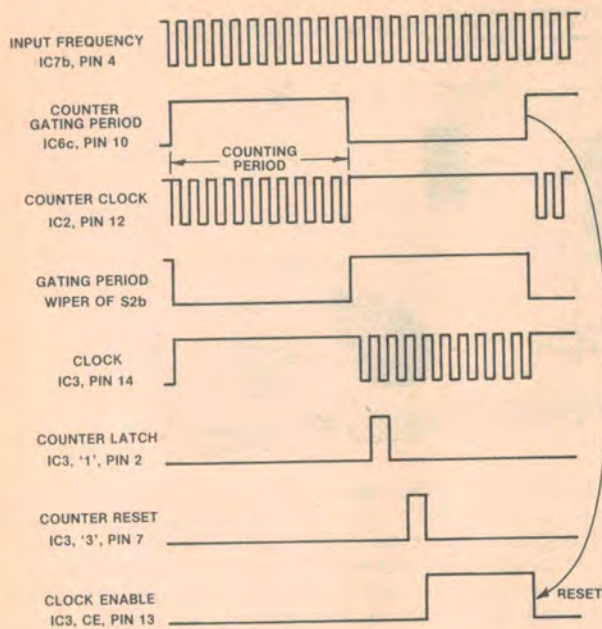 INPUT FREQUENCY
IC7b, PIN 4
COUNTER
GATING PERIOD
IC6c, PIN 10
COUNTING
PERIOD
COUNTER CLOCK
IC2, PIN 12
GATING PERIOD
WIPER OF S2b
CLOCK
IC3, PIN 14
COUNTER LATCH
IC3, '1', PIN 2
COUNTER RESET
IC3, '3', PIN 7
CLOCK ENABLE
IC3, CE, PIN 13
RESET